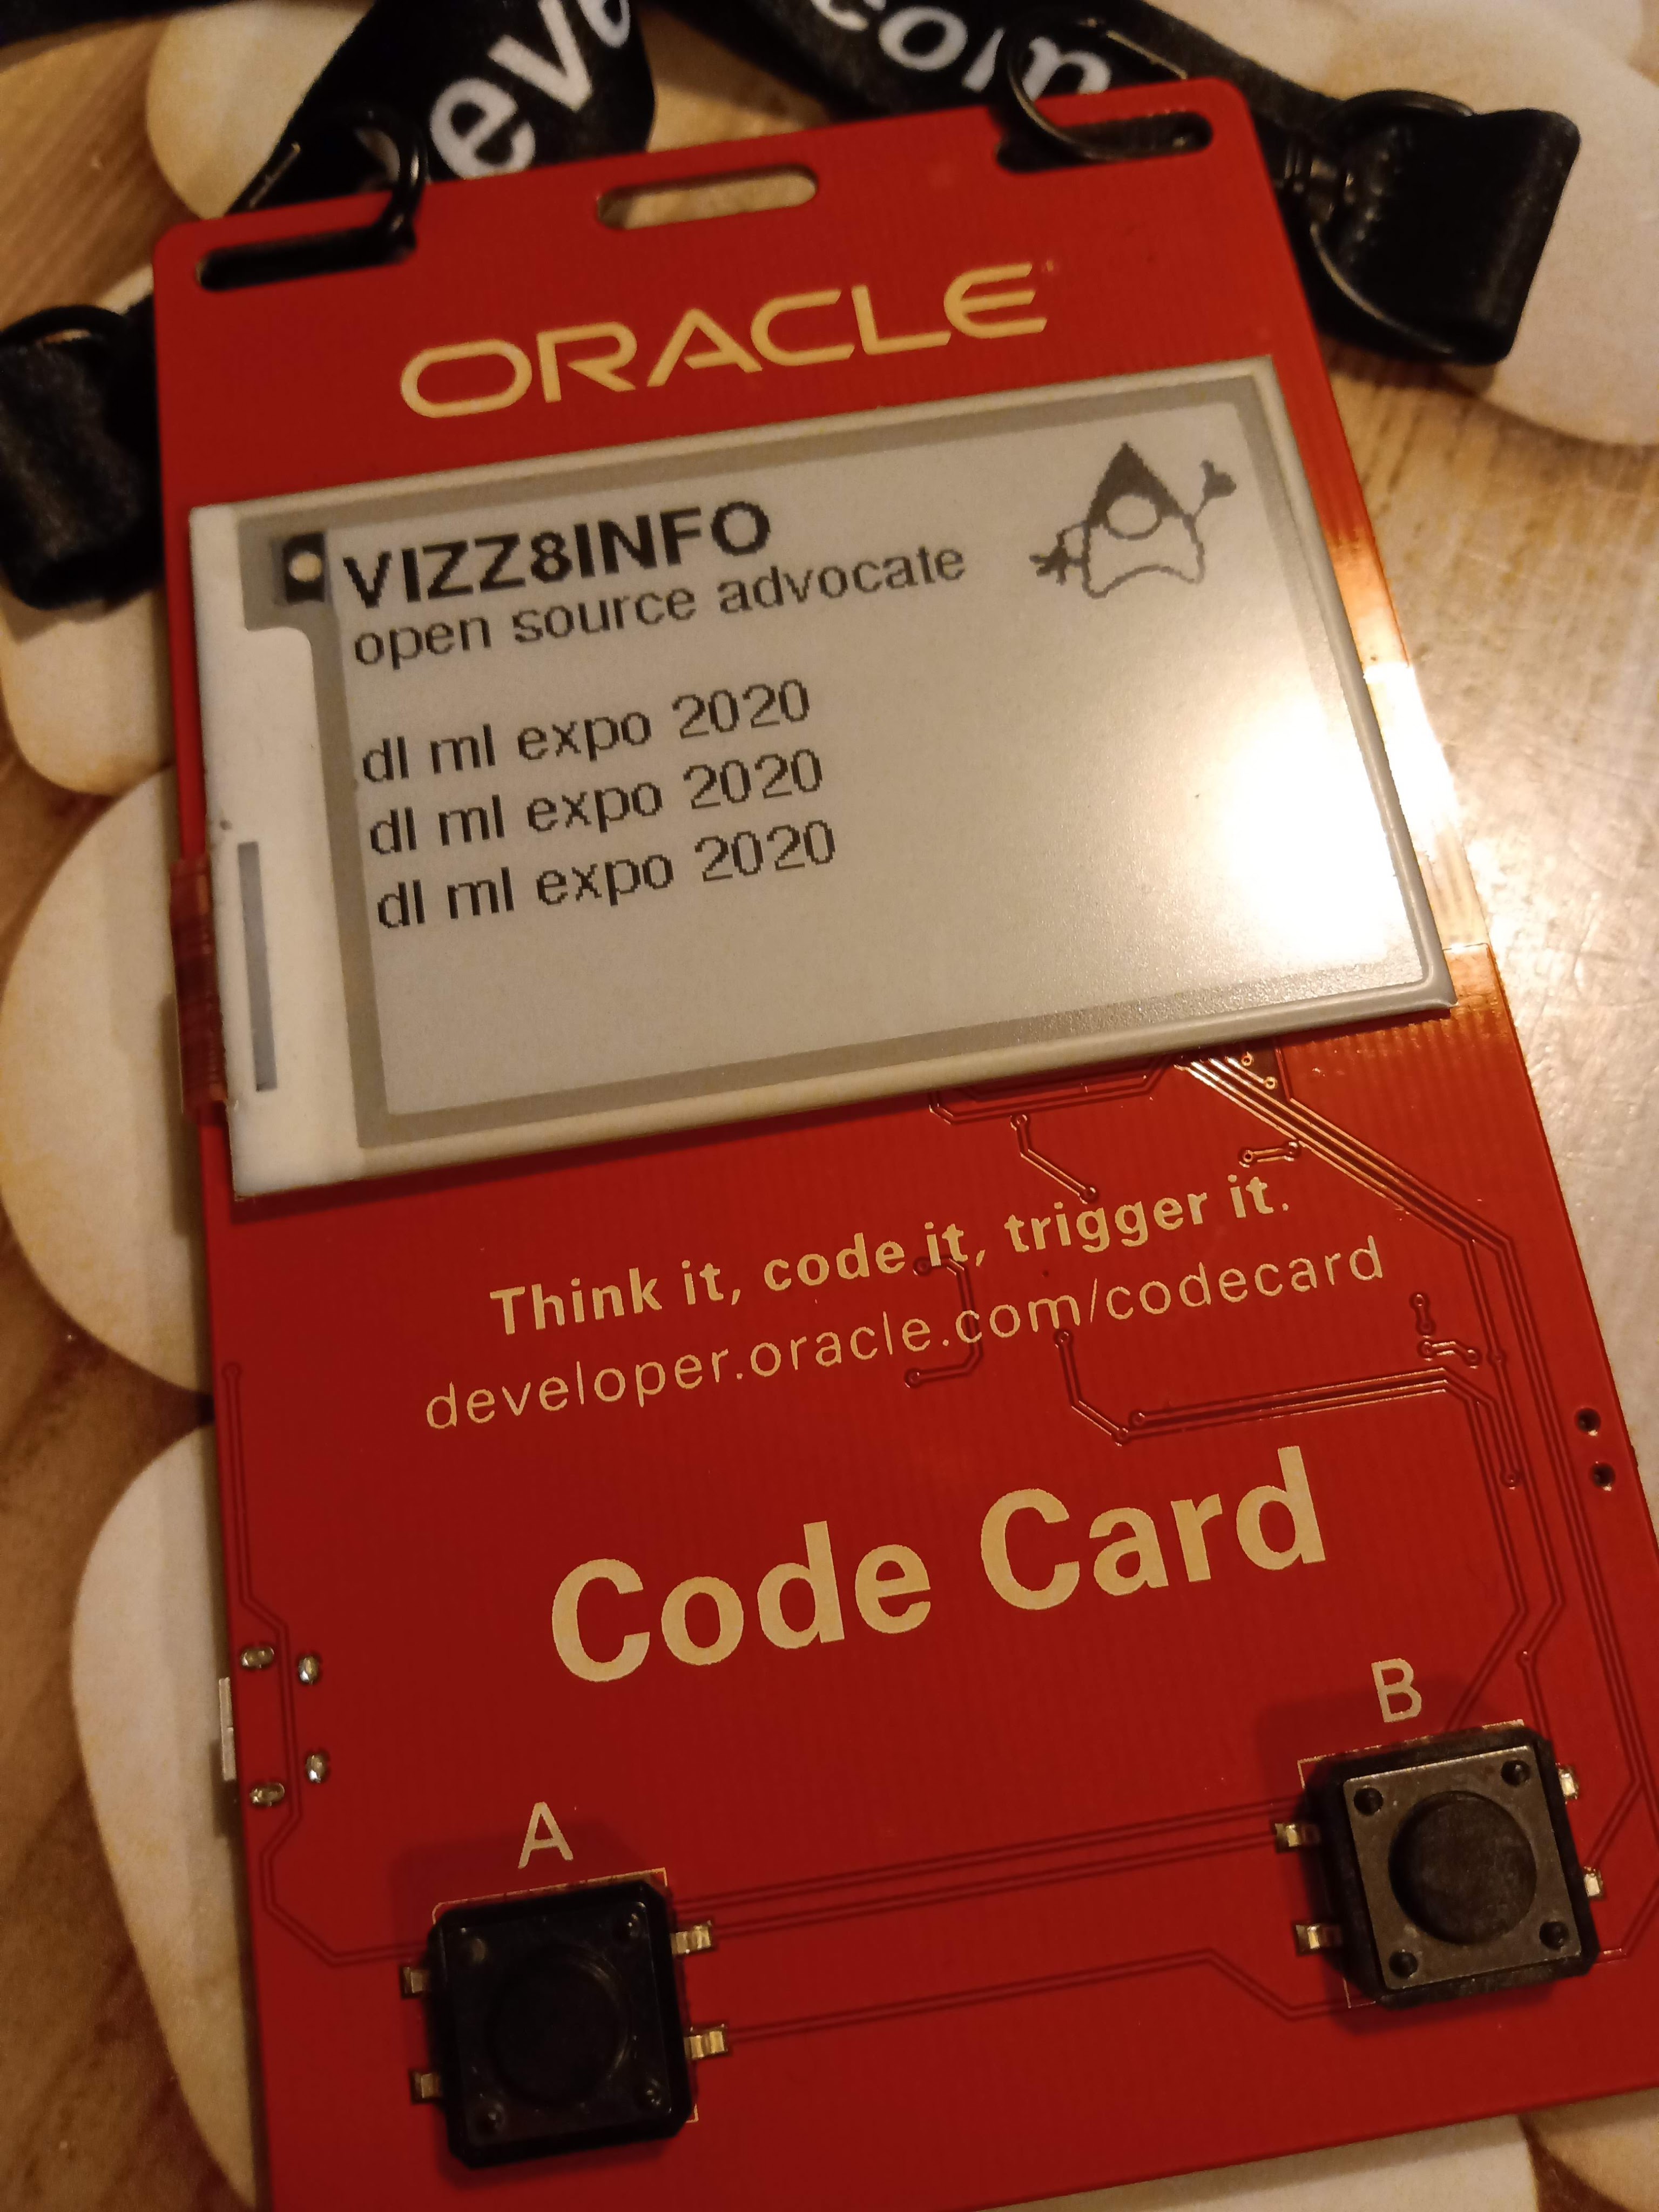 ORACLE
VIZZ8INFO
open source advocate
dl ml expo 2020
dl ml expo 2020
dl ml expo 2020
Think it, code it, trigger it.
developer.oracle.com/codecard
Code Card
A
B